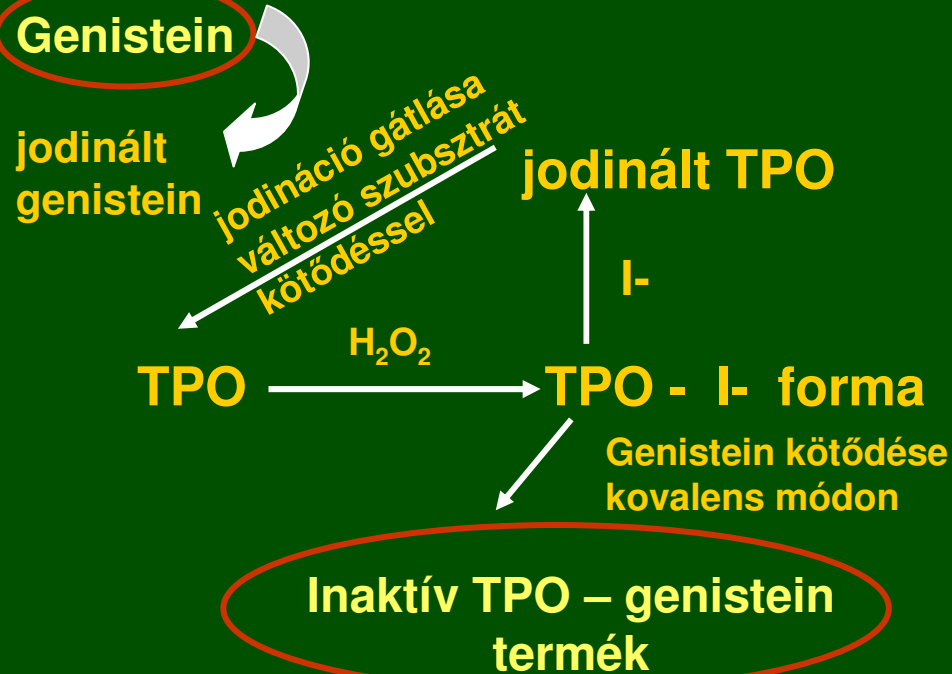 Genistein
jodinált
genistein
jodináció gátlása
változó szubsztrát
kötődéssel
jodinált TPO
I-
H₂O₂
TPO
TPO - I- forma
Genistein kötődése
kovalens módon
Inaktív TPO – genistein
termék